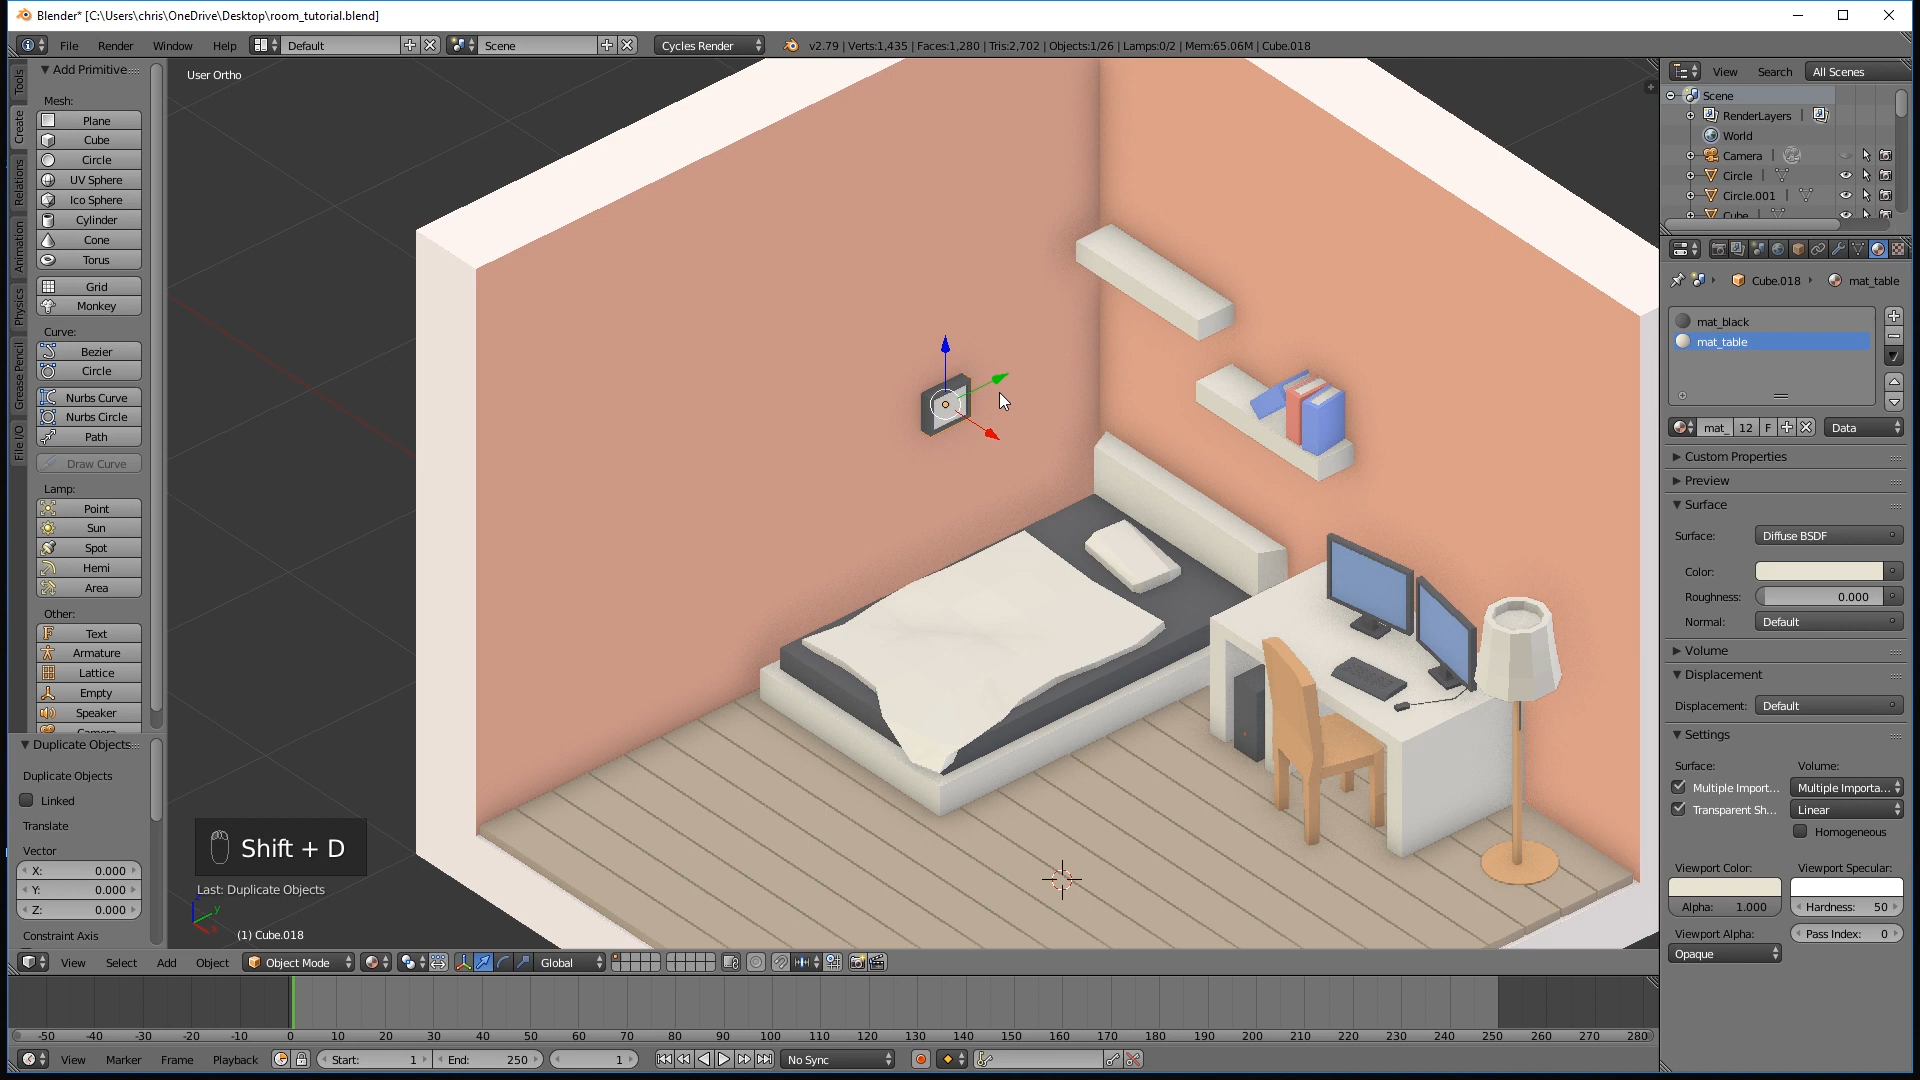 Blender* [C:\Users\chris\OneDrive\Desktop\room_tutorial.blend]
File Render Window Help Default Scene Cycles Render v2.79 | Verts:1,435 | Faces:1,280 | Tris:2,702 | Objects:1/26 | Lamps:0/2 | Mem:65.06M | Cube.018
Tools
Create
Relations
Animation
Physics
Grease Pencil
File I/O
Add Primitive
Mesh:
Plane
Cube
Circle
UV Sphere
Ico Sphere
Cylinder
Cone
Torus
Grid
Monkey
Curve:
Bezier
Circle
Nurbs Curve
Nurbs Circle
Path
Draw Curve
Lamp:
Point
Sun
Spot
Hemi
Area
Other:
Text
Armature
Lattice
Empty
Speaker
Camera
Duplicate Objects
Duplicate Objects
Linked
Translate
Vector
X: 0.000
Y: 0.000
Z: 0.000
Constraint Axis
User Ortho
Shift + D
Last: Duplicate Objects
y
(1) Cube.018
View Select Add Object Object Mode Global
View Search All Scenes
Scene
RenderLayers
World
Camera
Circle
Circle.001
Cube
Cube.018 mat_table
mat_black
mat_table
mat_ 12 F Data
Custom Properties
Preview
Surface
Surface: Diffuse BSDF
Color:
Roughness: 0.000
Normal: Default
Volume
Displacement
Displacement: Default
Settings
Surface: Volume:
Multiple Import... Multiple Importa...
Transparent Sh... Linear
Homogeneous
Viewport Color: Viewport Specular:
Alpha: 1.000 Hardness: 50
Viewport Alpha: Pass Index: 0
Opaque
-50 -40 -30 -20 -10 0 10 20 30 40 50 60 70 80 90 100 110 120 130 140 150 160 170 180 190 200 210 220 230 240 250 260 270 280
View Marker Frame Playback Start: 1 End: 250 1 No Sync